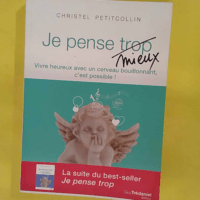 CHRISTEL PETITCOLLIN
Je pense trop
mieux
Vivre heureux avec un cerveau bouillonnant,
c'est possible !
La suite du best-seller
Je pense trop